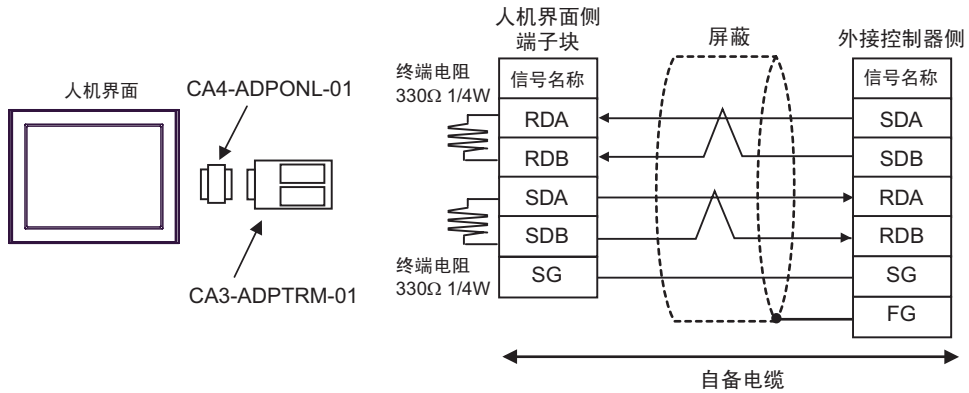 人机界面
CA4-ADPONL-01
CA3-ADPTRM-01
人机界面侧
端子块
屏蔽
外接控制器侧
终端电阻
330Ω 1/4W
信号名称
信号名称
RDA
SDA
RDB
SDB
SDA
RDA
SDB
RDB
终端电阻
330Ω 1/4W
SG
SG
FG
自备电缆